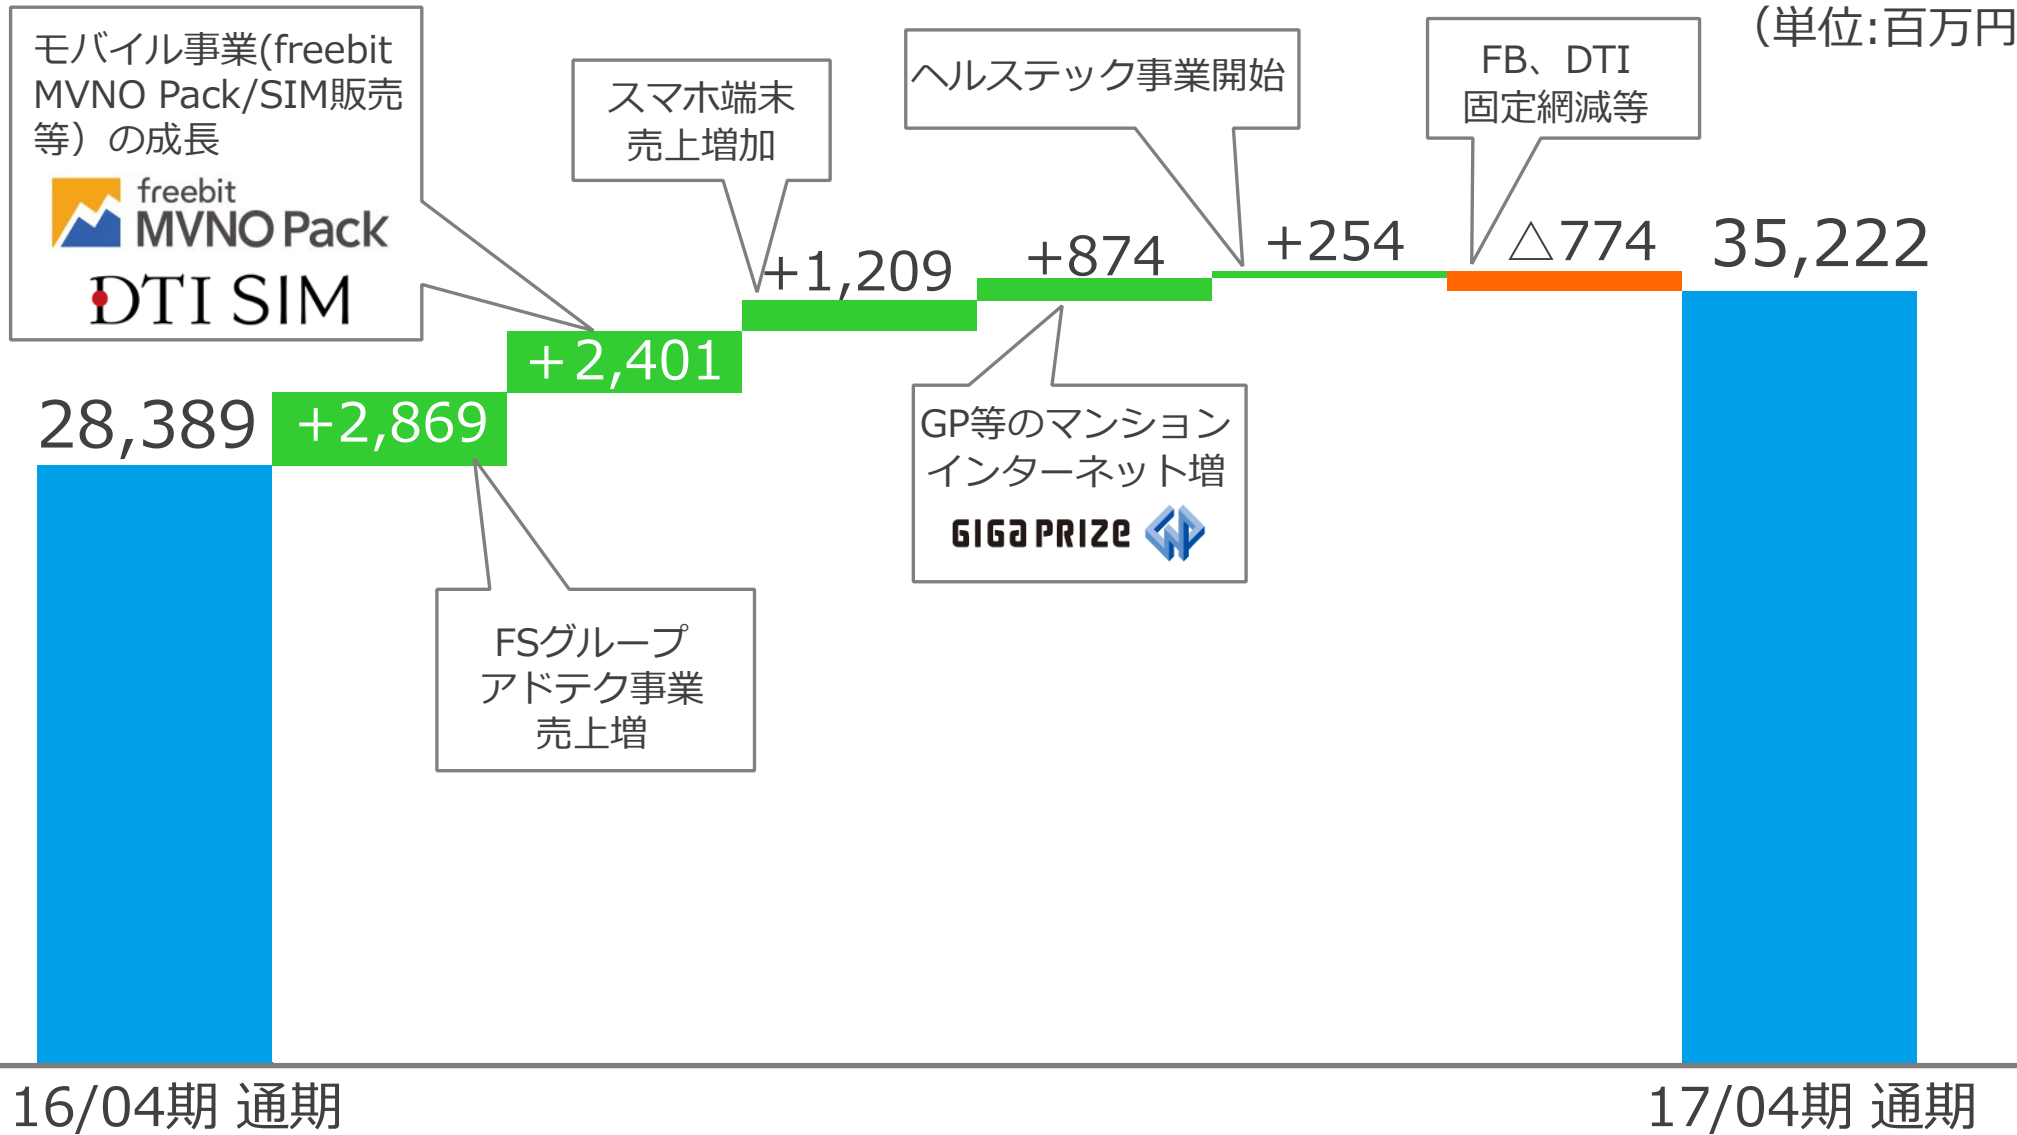 （単位:百万円
モバイル事業(freebit
MVNO Pack/SIM販売
等）の成長
freebit
MVNO Pack
DTI SIM
スマホ端末
売上増加
ヘルステック事業開始
FB、DTI
固定網減等
28,389
+2,869
＋2,401
+1,209
+874
+254
△774
35,222
GP等のマンション
インターネット増
GIGA PRIZE
FSグループ
アドテク事業
売上増
16/04期 通期
17/04期 通期